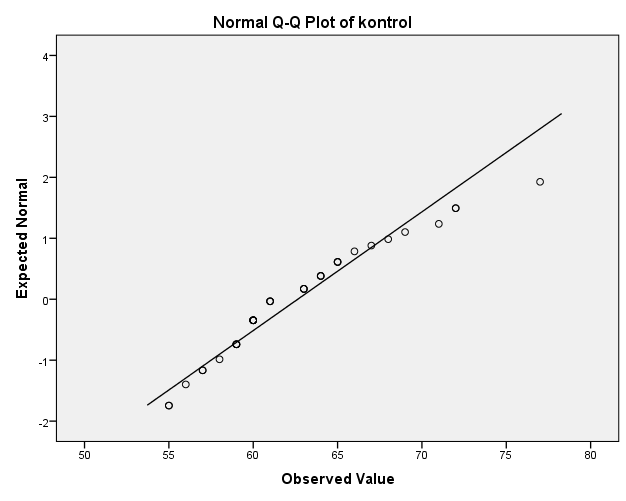 Normal Q-Q Plot of kontrol
Expected Normal
4
3
2
1
0
-1
-2
50 55 60 65 70 75 80
Observed Value